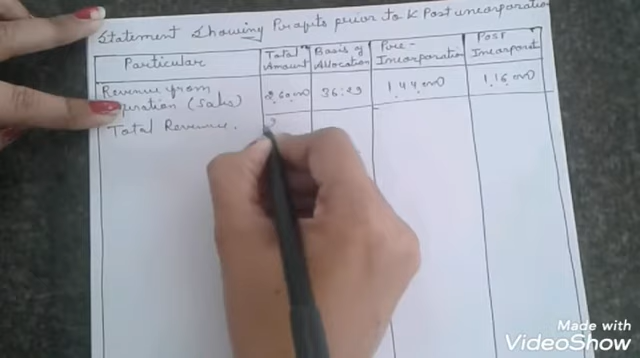 Statement Showing Profits prior to & Post incorporation
Particular
Total Amount
Basis of Allocation
Pre-Incorporation
Post Incorporat
Revenue from
operation (Sales)
2,60,000
36:29
1,44,000
1,16,000
Total Revenue.
Made with
VideoShow